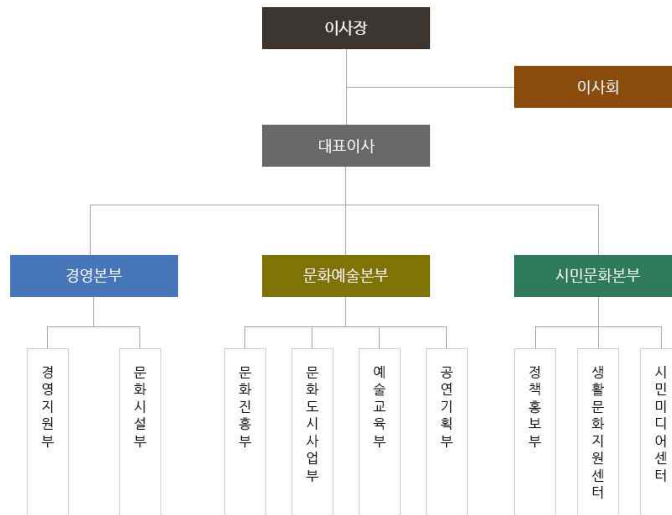 이사장
이사회
대표이사
경영본부
문화예술본부
시민문화본부
경영지원부
문화시설부
문화진흥부
문화도시사업부
예술교육부
공연기획부
정책홍보부
생활문화지원센터
시민미디어센터